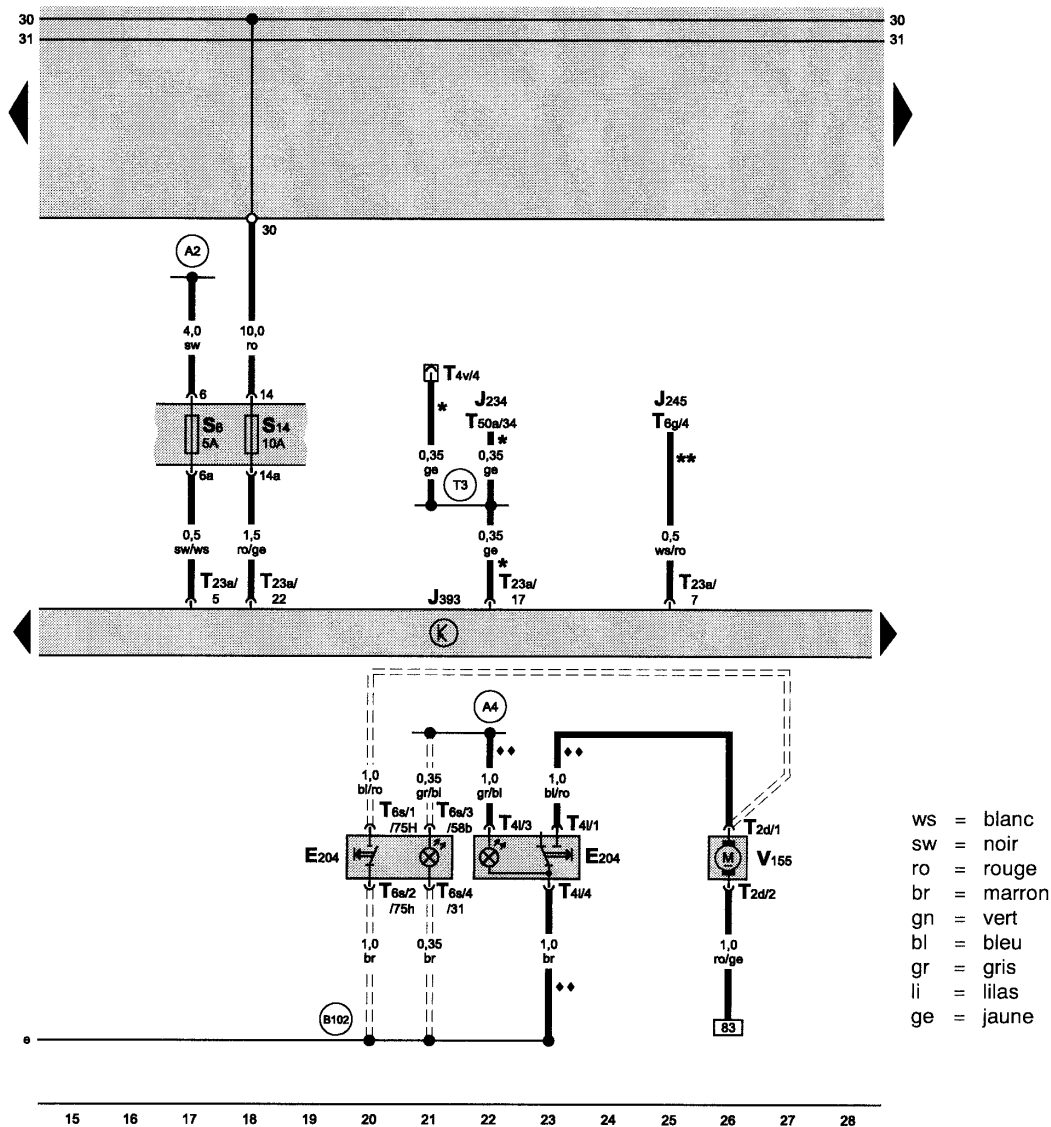 30 30
31 31
30
A2
4,0 10,0
sw ro
6 14
S6 S14
5A 10A
6a 14a
0,5 1,5
sw/ws ro/ge
T23a/ T23a/
5 22
T4v/4
*
J234
T50a/34
*
0,35 0,35
ge ge
T3
0,35
ge
*
T23a/
17
J245
T6g/4
**
0,5
ws/ro
T23a/
7
J393
K
A4
1,0 0,35 1,0 1,0
bl/ro gr/bl gr/bl bl/ro
T6s/1 T6s/3 T4l/3 T4l/1 T2d/1
/75H /58b
E204 E204 M V155
T6s/2 T6s/4 T4l/4 T2d/2
/75h /31
1,0 0,35 1,0 1,0
br br br ro/ge
B102
83
e
15 16 17 18 19 20 21 22 23 24 25 26 27 28
ws = blanc
sw = noir
ro = rouge
br = marron
gn = vert
bl = bleu
gr = gris
li = lilas
ge = jaune